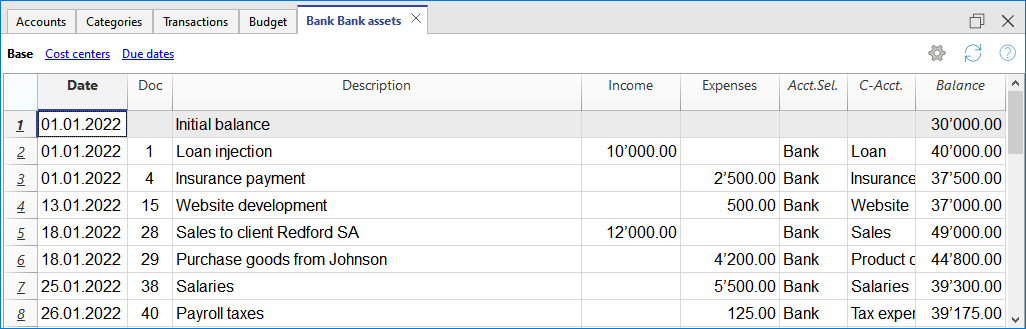 Accounts Categories Transactions Budget Bank Bank assets
Base Cost centers Due dates
Date Doc Description Income Expenses Acct.Sel. C-Acct. Balance
1 01.01.2022 Initial balance 30’000.00
2 01.01.2022 1 Loan injection 10’000.00 Bank Loan 40’000.00
3 01.01.2022 4 Insurance payment 2’500.00 Bank Insurance 37’500.00
4 13.01.2022 15 Website development 500.00 Bank Website 37’000.00
5 18.01.2022 28 Sales to client Redford SA 12’000.00 Bank Sales 49’000.00
6 18.01.2022 29 Purchase goods from Johnson 4’200.00 Bank Product c 44’800.00
7 25.01.2022 38 Salaries 5’500.00 Bank Salaries 39’300.00
8 26.01.2022 40 Payroll taxes 125.00 Bank Tax exper 39’175.00